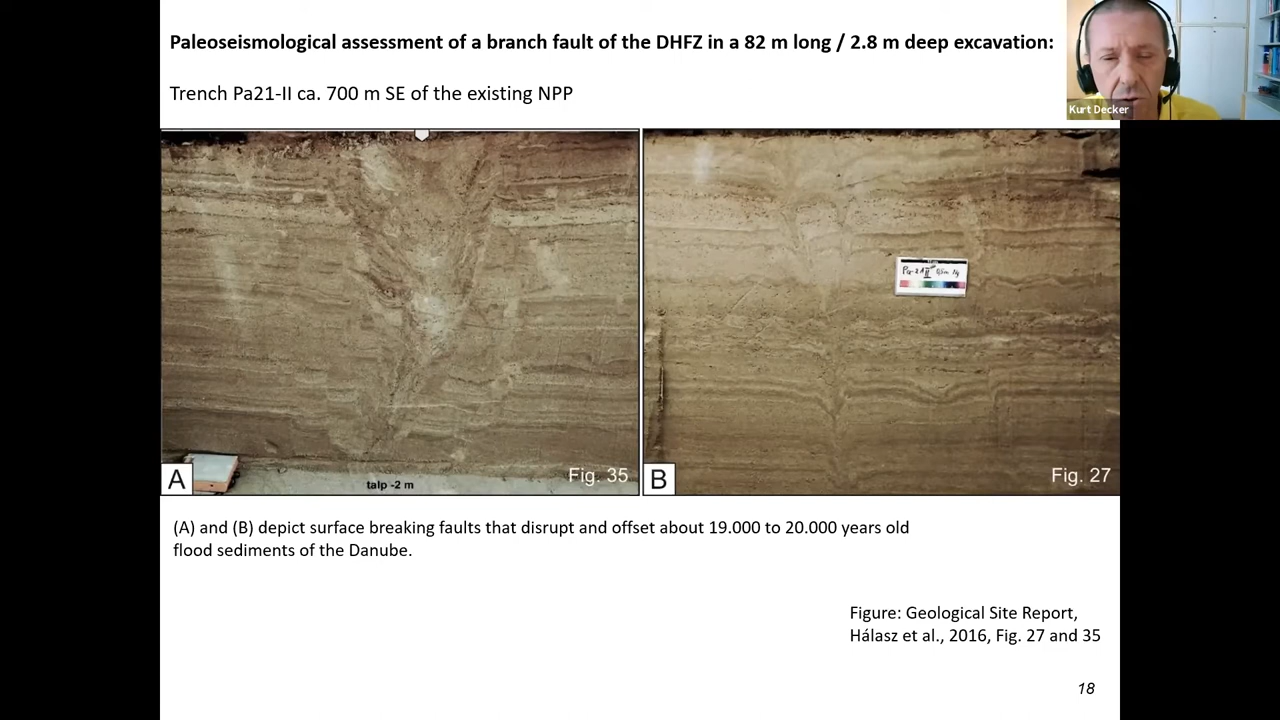 Paleoseismological assessment of a branch fault of the DHFZ in a 82 m long / 2.8 m deep excavation:
Trench Pa21-II ca. 700 m SE of the existing NPP
Kurt Decker
A
talp -2 m
Fig. 35
B
Fig. 27
(A) and (B) depict surface breaking faults that disrupt and offset about 19.000 to 20.000 years old
flood sediments of the Danube.
Figure: Geological Site Report,
Hálasz et al., 2016, Fig. 27 and 35
18